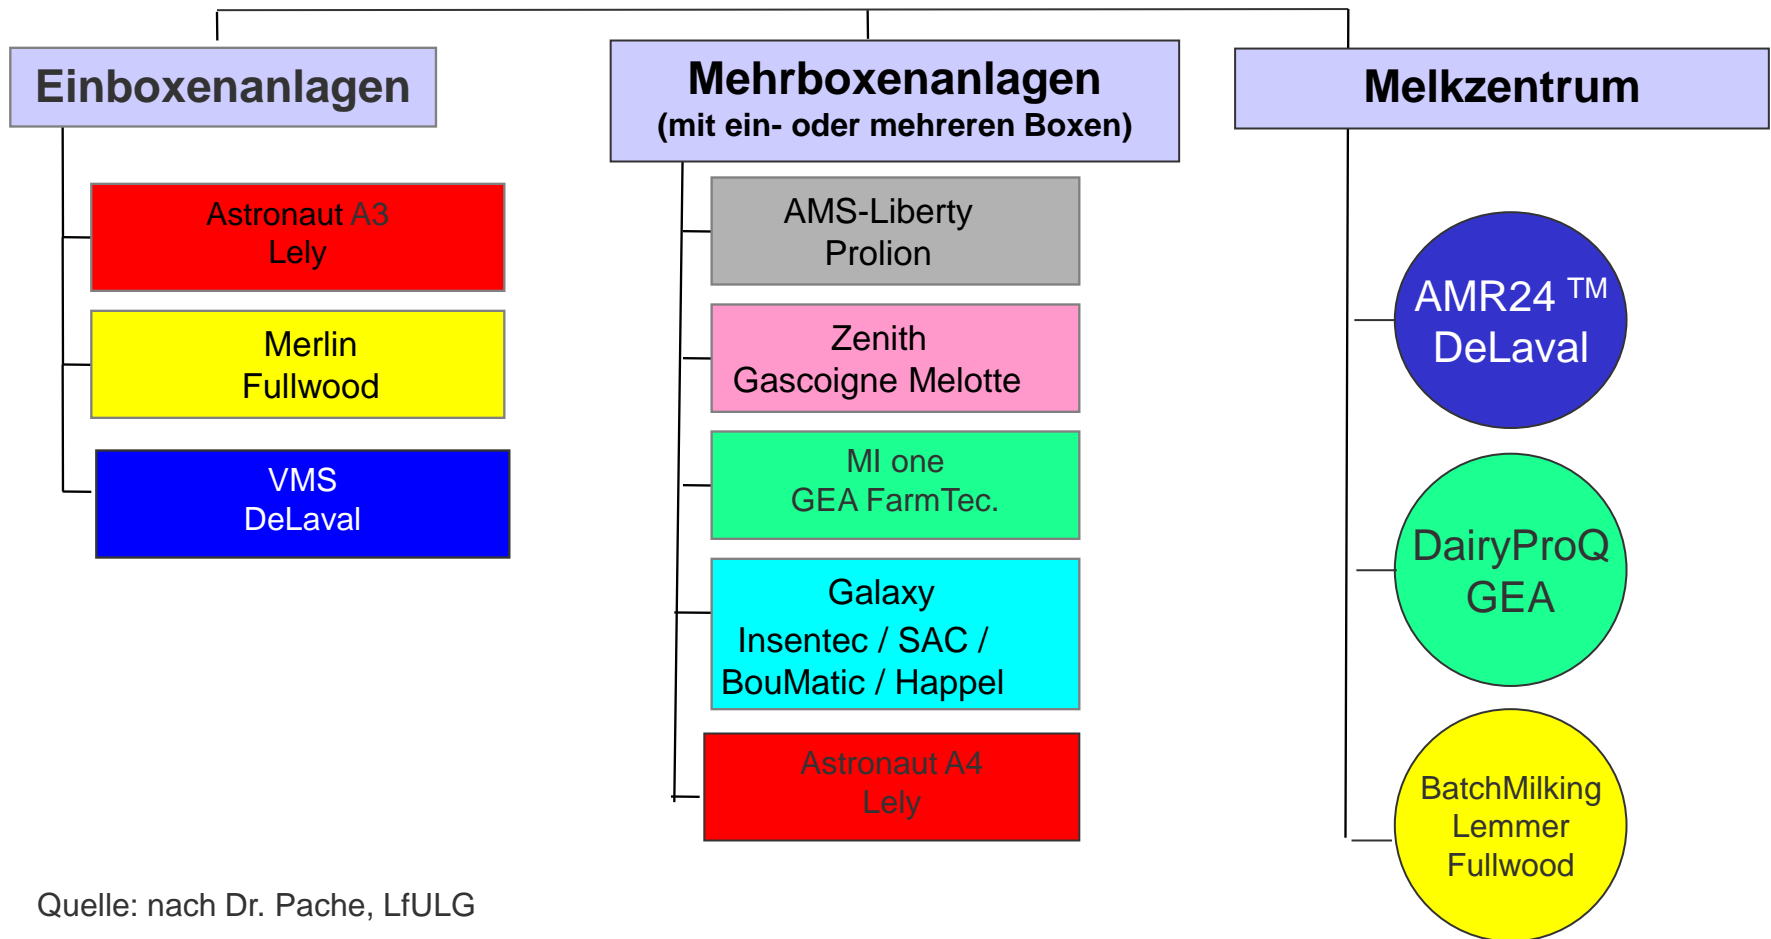 Einboxenanlagen
Astronaut A3
Lely
Merlin
Fullwood
VMS
DeLaval
Mehrboxenanlagen
(mit ein- oder mehreren Boxen)
AMS-Liberty
Prolion
Zenith
Gascoigne Melotte
MI one
GEA FarmTec.
Galaxy
Insentec / SAC /
BouMatic / Happel
Astronaut A4
Lely
Melkzentrum
AMR24 TM
DeLaval
DairyProQ
GEA
BatchMilking
Lemmer
Fullwood
Quelle: nach Dr. Pache, LfULG